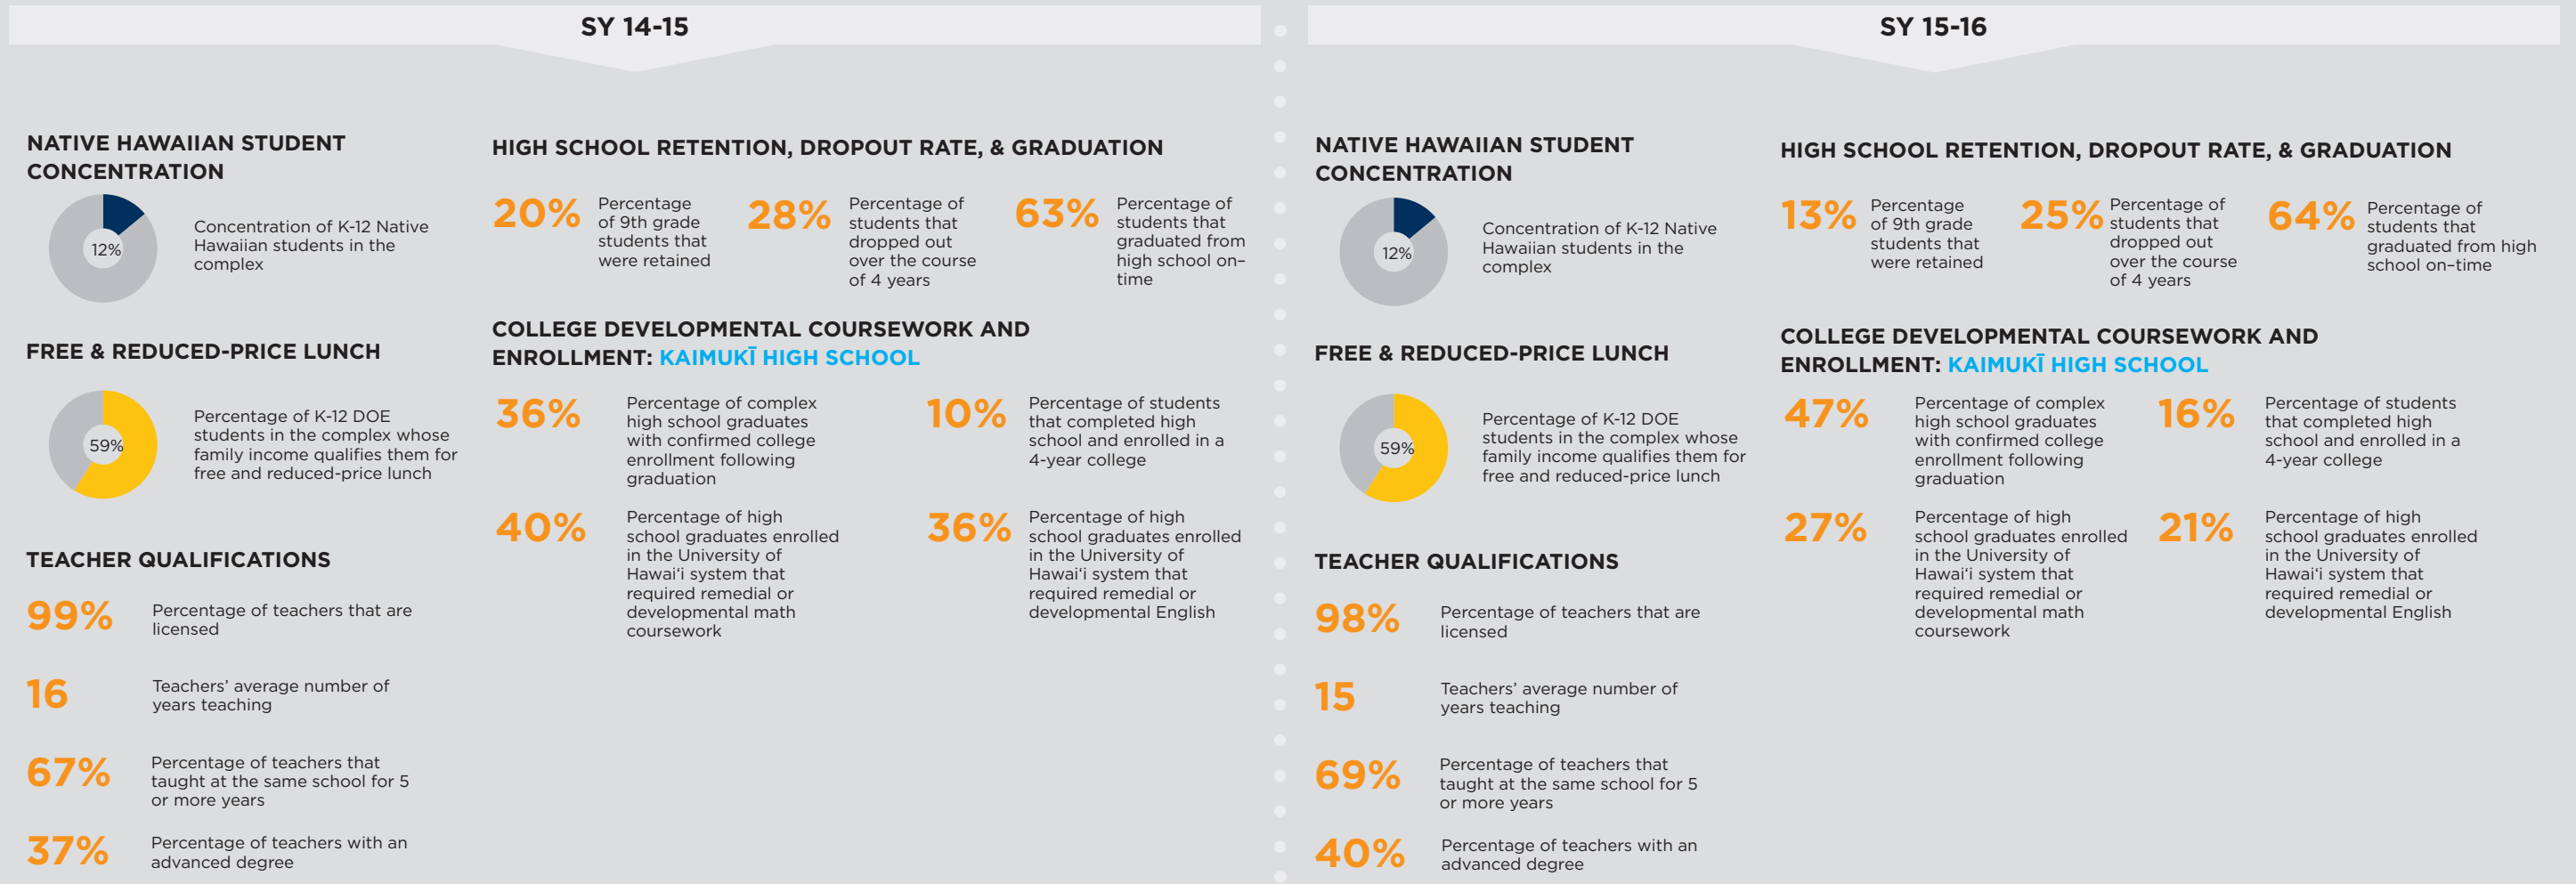 SY 14-15
NATIVE HAWAIIAN STUDENT
CONCENTRATION
12%
Concentration of K-12 Native
Hawaiian students in the
complex
FREE & REDUCED-PRICE LUNCH
59%
Percentage of K-12 DOE
students in the complex whose
family income qualifies them for
free and reduced-price lunch
TEACHER QUALIFICATIONS
99%
Percentage of teachers that are
licensed
16
Teachers’ average number of
years teaching
67%
Percentage of teachers that
taught at the same school for 5
or more years
37%
Percentage of teachers with an
advanced degree
HIGH SCHOOL RETENTION, DROPOUT RATE, & GRADUATION
20%
Percentage
of 9th grade
students that
were retained
28%
Percentage of
students that
dropped out
over the course
of 4 years
63%
Percentage of
students that
graduated from
high school on–
time
COLLEGE DEVELOPMENTAL COURSEWORK AND
ENROLLMENT: KAIMUKĪ HIGH SCHOOL
36%
Percentage of complex
high school graduates
with confirmed college
enrollment following
graduation
10%
Percentage of students
that completed high
school and enrolled in a
4-year college
40%
Percentage of high
school graduates enrolled
in the University of
Hawai‘i system that
required remedial or
developmental math
coursework
36%
Percentage of high
school graduates enrolled
in the University of
Hawai‘i system that
required remedial or
developmental English
SY 15-16
NATIVE HAWAIIAN STUDENT
CONCENTRATION
12%
Concentration of K-12 Native
Hawaiian students in the
complex
FREE & REDUCED-PRICE LUNCH
59%
Percentage of K-12 DOE
students in the complex whose
family income qualifies them for
free and reduced-price lunch
TEACHER QUALIFICATIONS
98%
Percentage of teachers that are
licensed
15
Teachers’ average number of
years teaching
69%
Percentage of teachers that
taught at the same school for 5
or more years
40%
Percentage of teachers with an
advanced degree
HIGH SCHOOL RETENTION, DROPOUT RATE, & GRADUATION
13%
Percentage
of 9th grade
students that
were retained
25%
Percentage of
students that
dropped out
over the course
of 4 years
64%
Percentage of
students that
graduated from high
school on–time
COLLEGE DEVELOPMENTAL COURSEWORK AND
ENROLLMENT: KAIMUKĪ HIGH SCHOOL
47%
Percentage of complex
high school graduates
with confirmed college
enrollment following
graduation
16%
Percentage of students
that completed high
school and enrolled in a
4-year college
27%
Percentage of high
school graduates enrolled
in the University of
Hawai‘i system that
required remedial or
developmental math
coursework
21%
Percentage of high
school graduates enrolled
in the University of
Hawai‘i system that
required remedial or
developmental English